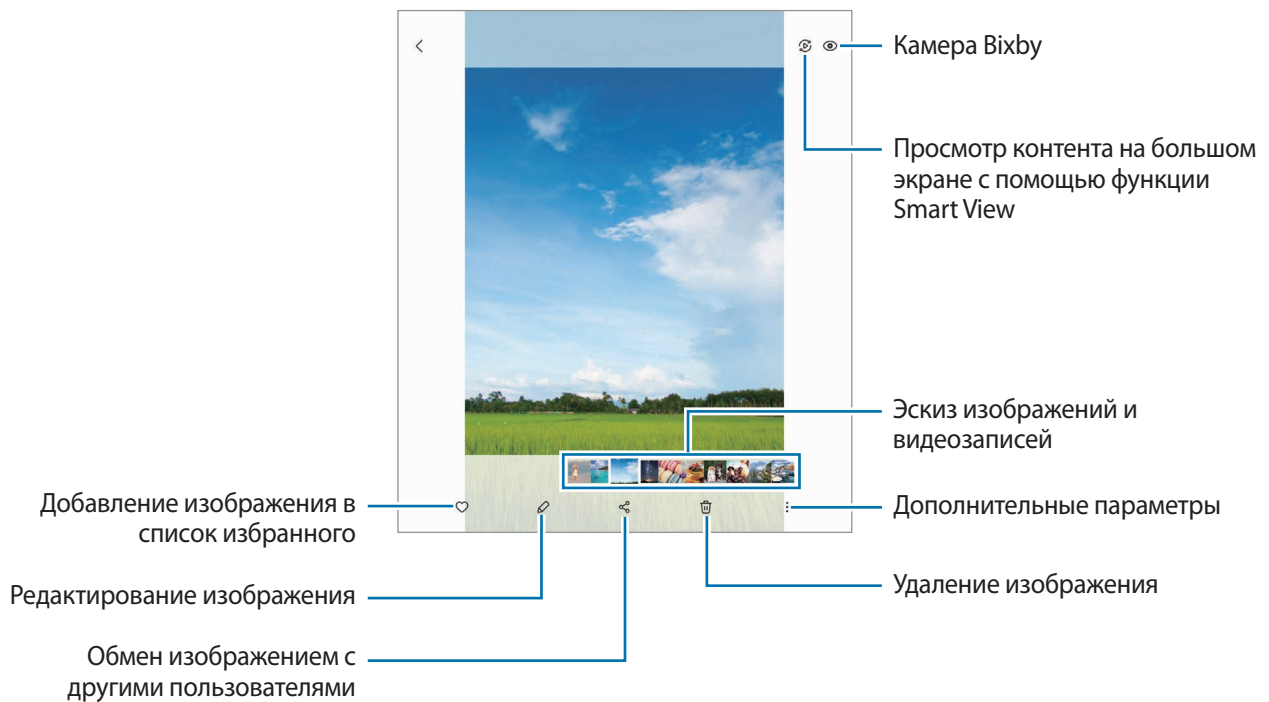 Камера Bixby
Просмотр контента на большом
экране с помощью функции
Smart View
Эскиз изображений и
видеозаписей
Добавление изображения в
список избранного
Дополнительные параметры
Редактирование изображения
Удаление изображения
Обмен изображением с
другими пользователями